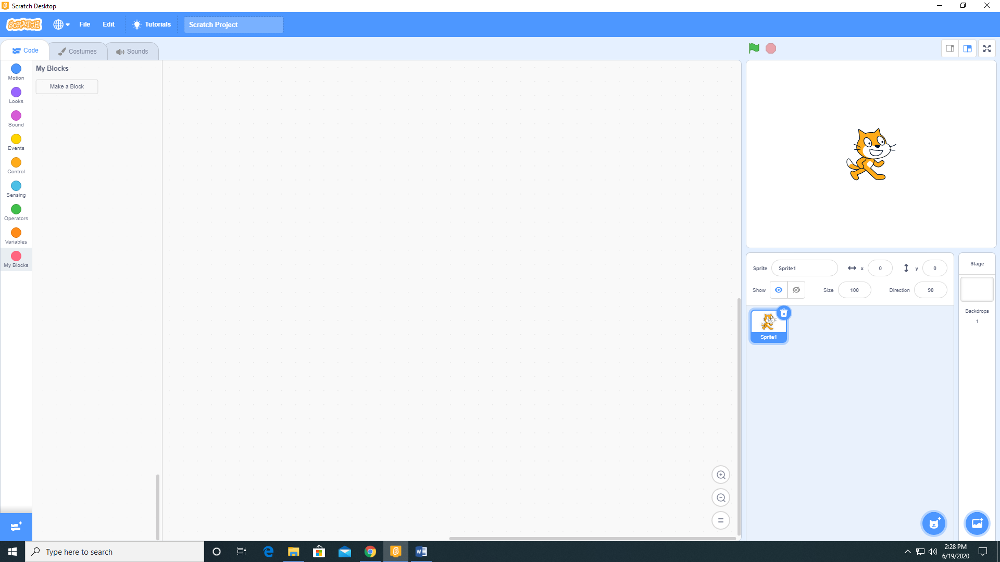 Scratch Desktop
SCRATCH
File
Edit
Tutorials
Scratch Project
Code
Costumes
Sounds
Motion
Looks
Sound
Events
Control
Sensing
Operators
Variables
My Blocks
My Blocks
Make a Block
Sprite
Sprite1
x
0
y
0
Show
Size
100
Direction
90
Sprite1
Stage
Backdrops
1
Type here to search
2:28 PM
6/19/2020